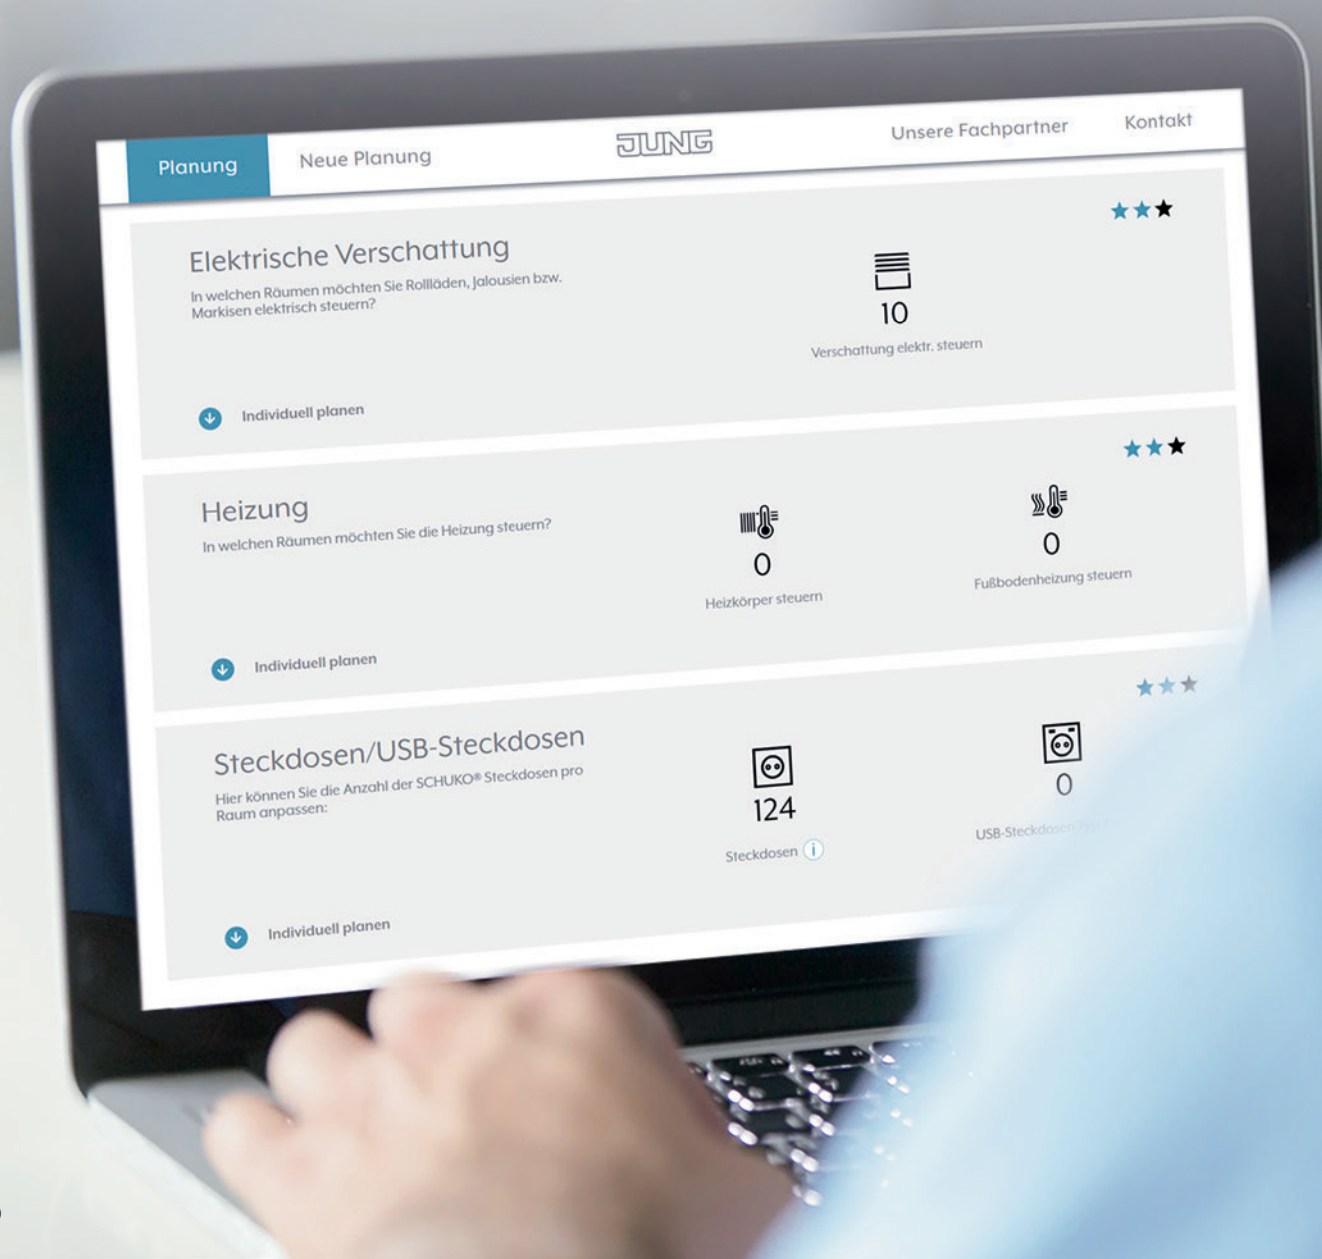 Planung
Neue Planung
JUNG
Unsere Fachpartner
Kontakt
Elektrische Verschattung
In welchen Räumen möchten Sie Rollläden, Jalousien bzw.
Markisen elektrisch steuern?
10
Verschattung elektr. steuern
Individuell planen
Heizung
In welchen Räumen möchten Sie die Heizung steuern?
0
Heizkörper steuern
0
Fußbodenheizung steuern
Individuell planen
Steckdosen/USB-Steckdosen
Hier können Sie die Anzahl der SCHUKO® Steckdosen pro
Raum anpassen:
124
Steckdosen i
0
USB-Steckdosen
Individuell planen